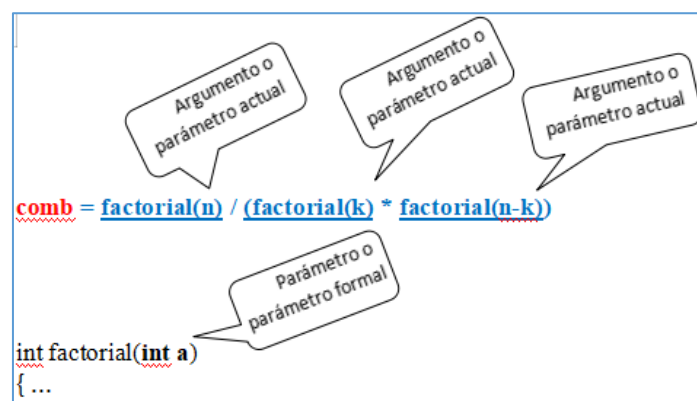 Argumento o
parámetro actual
Argumento o
parámetro actual
Argumento o
parámetro actual
comb = factorial(n) / (factorial(k) * factorial(n-k))
Parámetro o
parámetro formal
int factorial(int a)
{ ...